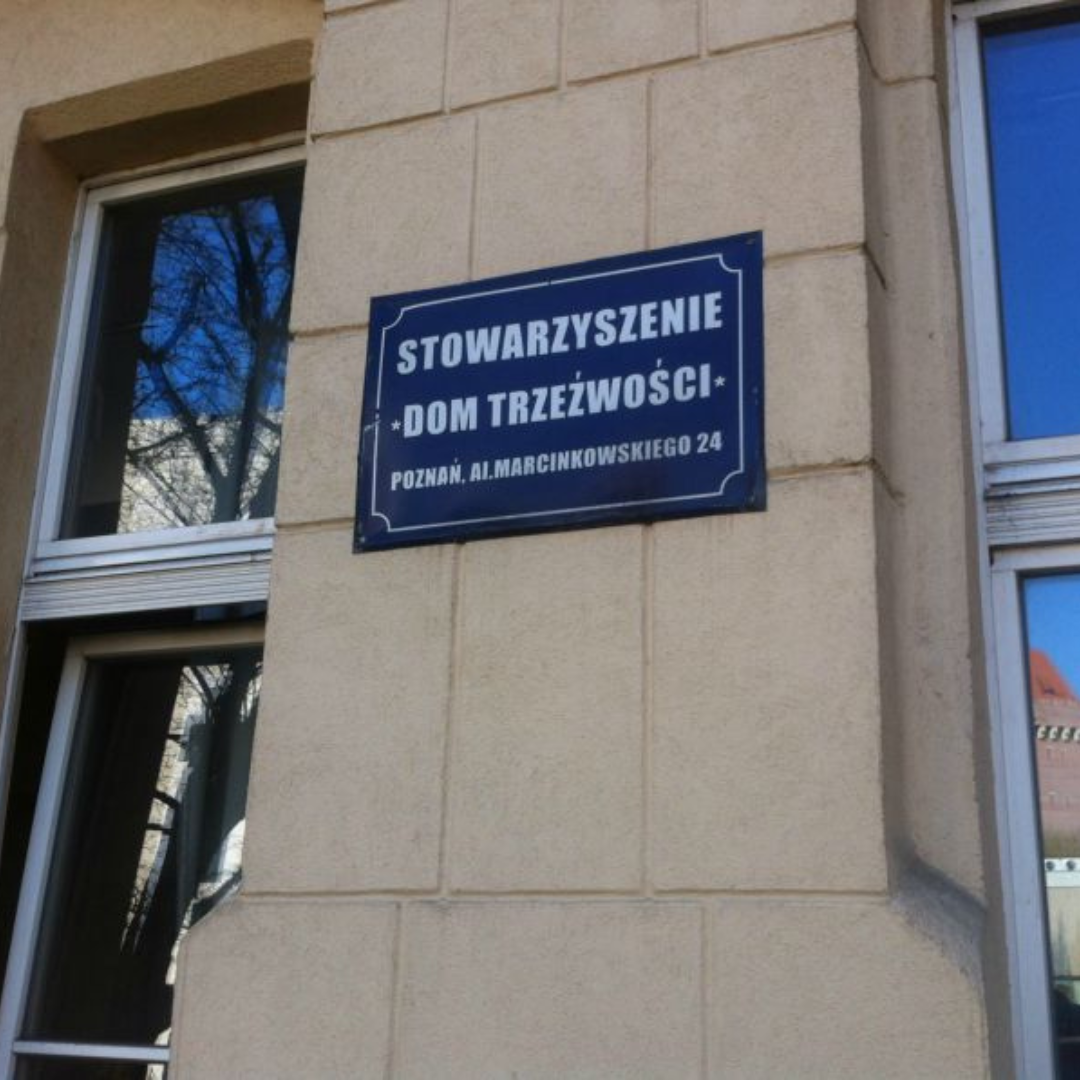 STOWARZYSZENIE
*DOM TRZEŹWOŚCI*
POZNAŃ, Al.MARCINKOWSKIEGO 24